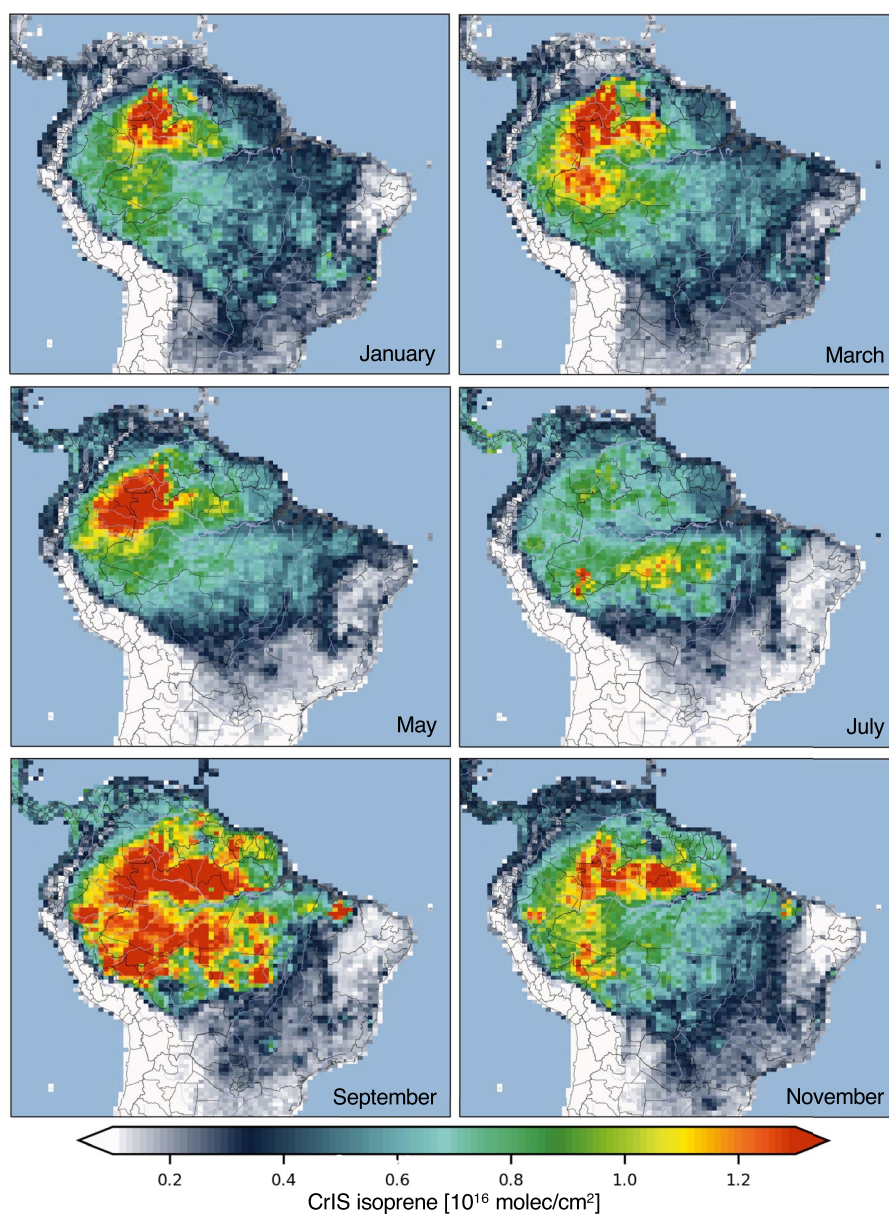 January
March
May
July
September
November
0.2 0.4 0.6 0.8 1.0 1.2
CrIS isoprene [10¹⁶ molec/cm²]